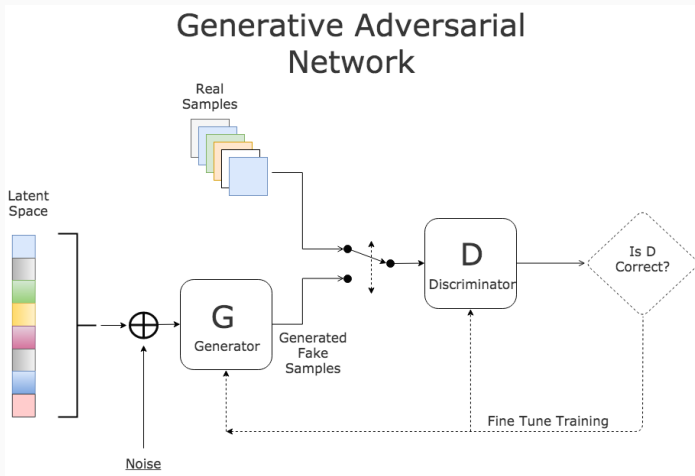 Generative Adversarial
Network
Real
Samples
Latent
Space
Is D
Correct?
D
Discriminator
G
Generator
Generated
Fake
Samples
Fine Tune Training
Noise